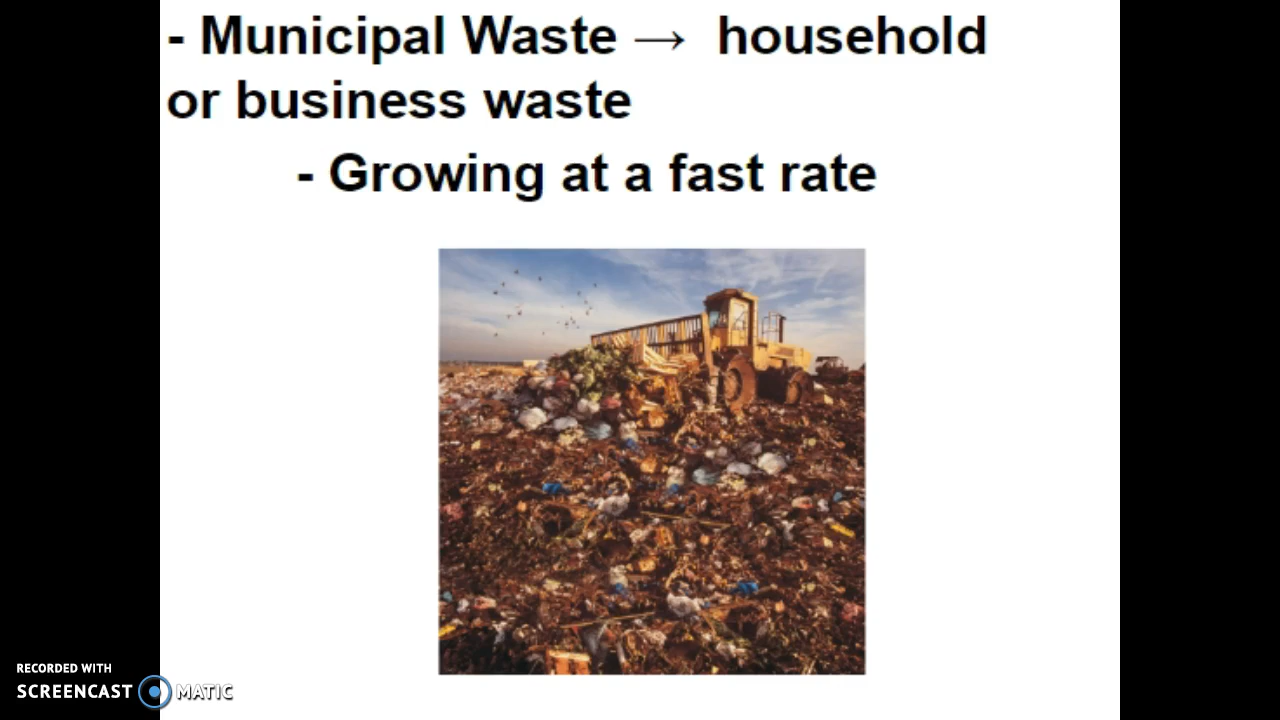 - Municipal Waste → household
or business waste
- Growing at a fast rate
RECORDED WITH
SCREENCAST MATIC